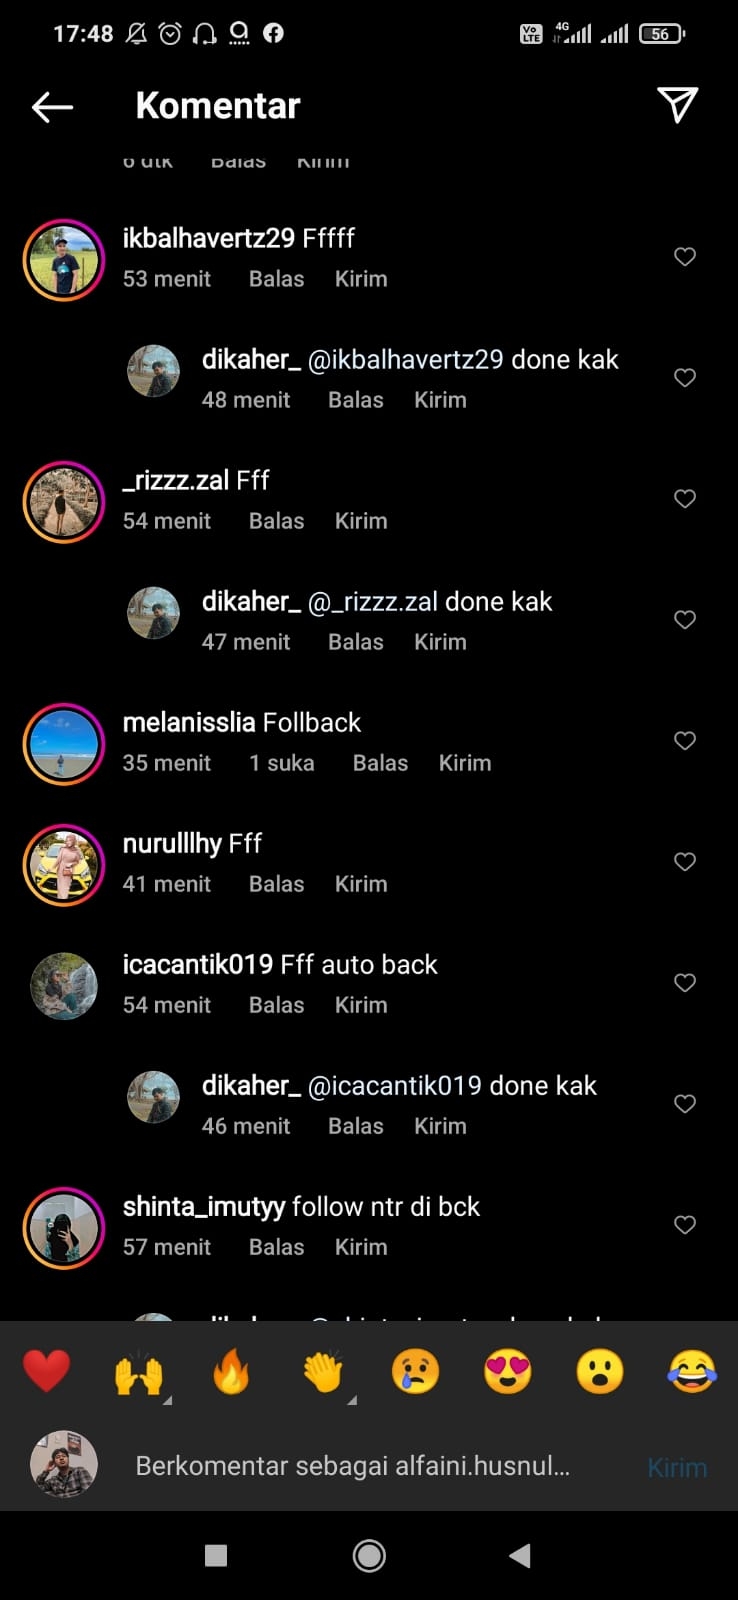 17:48 Vo LTE 4G 56
Komentar
Balas Kirim
ikbalhavertz29 Fffff
53 menit Balas Kirim
dikaher_ @ikbalhavertz29 done kak
48 menit Balas Kirim
_rizzz.zal Fff
54 menit Balas Kirim
dikaher_ @_rizzz.zal done kak
47 menit Balas Kirim
melanisslia Follback
35 menit 1 suka Balas Kirim
nurulllhy Fff
41 menit Balas Kirim
icacantik019 Fff auto back
54 menit Balas Kirim
dikaher_ @icacantik019 done kak
46 menit Balas Kirim
shinta_imutyy follow ntr di bck
57 menit Balas Kirim
Berkomentar sebagai alfaini.husnul...
Kirim